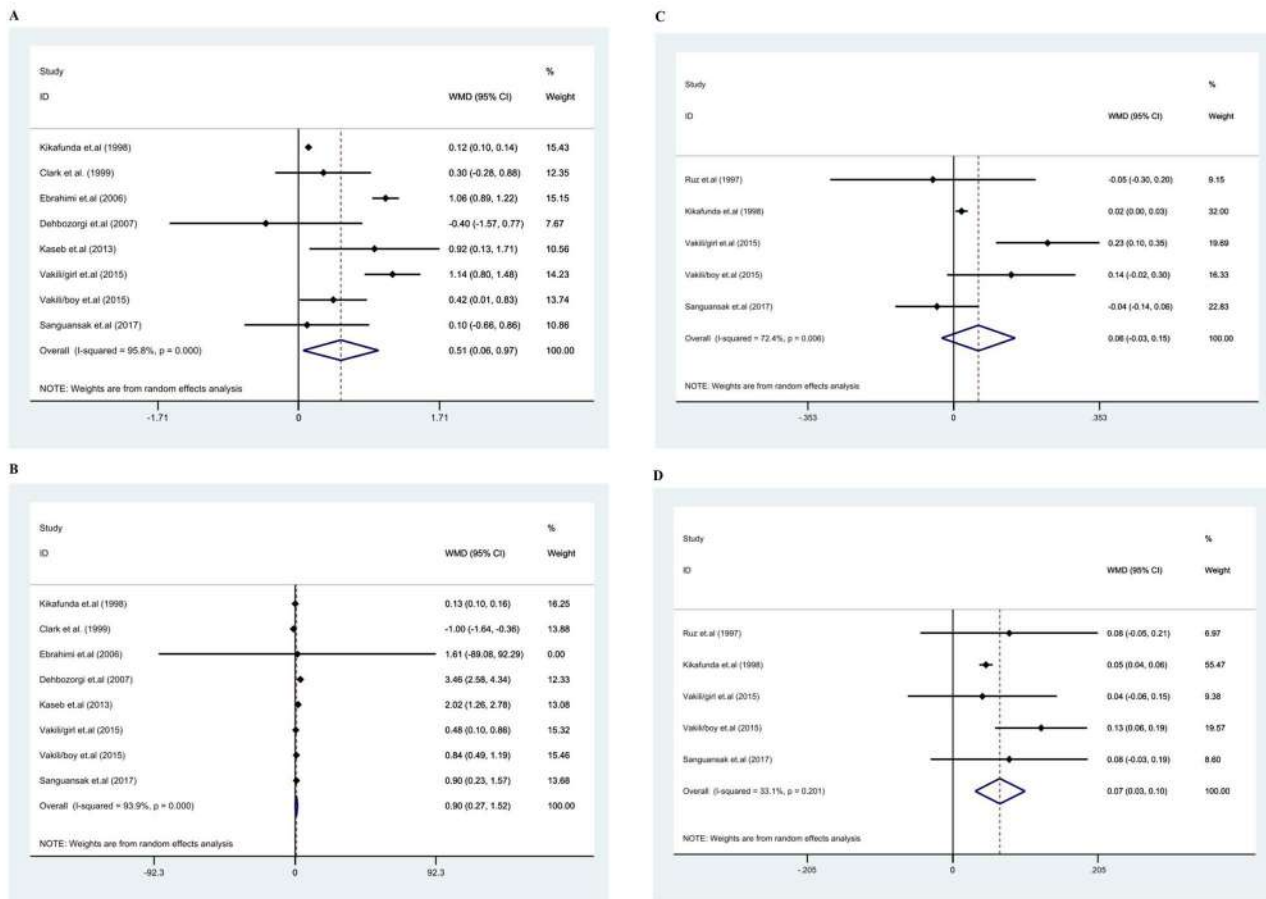 A
Study %
ID WMD (95% CI) Weight
Kikafunda et.al (1998) 0.12 (0.10, 0.14) 15.43
Clark et al. (1999) 0.30 (-0.28, 0.88) 12.35
Ebrahimi et.al (2006) 1.06 (0.89, 1.22) 15.15
Dehbozorgi et.al (2007) -0.40 (-1.57, 0.77) 7.67
Kaseb et.al (2013) 0.92 (0.13, 1.71) 10.56
Vakili/girl et.al (2015) 1.14 (0.80, 1.48) 14.23
Vakili/boy et.al (2015) 0.42 (0.01, 0.83) 13.74
Sanguansak et.al (2017) 0.10 (-0.66, 0.86) 10.86
Overall (I-squared = 95.8%, p = 0.000) 0.51 (0.06, 0.97) 100.00
NOTE: Weights are from random effects analysis
-1.71 0 1.71
B
Study %
ID WMD (95% CI) Weight
Kikafunda et.al (1998) 0.13 (0.10, 0.16) 16.25
Clark et al. (1999) -1.00 (-1.64, -0.36) 13.88
Ebrahimi et.al (2006) 1.61 (-89.08, 92.29) 0.00
Dehbozorgi et.al (2007) 3.46 (2.58, 4.34) 12.33
Kaseb et.al (2013) 2.02 (1.26, 2.78) 13.08
Vakili/girl et.al (2015) 0.48 (0.10, 0.86) 15.32
Vakili/boy et.al (2015) 0.84 (0.49, 1.19) 15.46
Sanguansak et.al (2017) 0.90 (0.23, 1.57) 13.68
Overall (I-squared = 93.9%, p = 0.000) 0.90 (0.27, 1.52) 100.00
NOTE: Weights are from random effects analysis
-92.3 0 92.3
C
Study %
ID WMD (95% CI) Weight
Ruz et.al (1997) -0.05 (-0.30, 0.20) 9.15
Kikafunda et.al (1998) 0.02 (0.00, 0.03) 32.00
Vakili/girl et.al (2015) 0.23 (0.10, 0.35) 19.69
Vakili/boy et.al (2015) 0.14 (-0.02, 0.30) 16.33
Sanguansak et.al (2017) -0.04 (-0.14, 0.06) 22.83
Overall (I-squared = 72.4%, p = 0.006) 0.06 (-0.03, 0.15) 100.00
NOTE: Weights are from random effects analysis
-.353 0 .353
D
Study %
ID WMD (95% CI) Weight
Ruz et.al (1997) 0.08 (-0.05, 0.21) 6.97
Kikafunda et.al (1998) 0.05 (0.04, 0.06) 55.47
Vakili/girl et.al (2015) 0.04 (-0.06, 0.15) 9.38
Vakili/boy et.al (2015) 0.13 (0.06, 0.19) 19.57
Sanguansak et.al (2017) 0.08 (-0.03, 0.19) 8.60
Overall (I-squared = 33.1%, p = 0.201) 0.07 (0.03, 0.10) 100.00
NOTE: Weights are from random effects analysis
-.205 0 .205